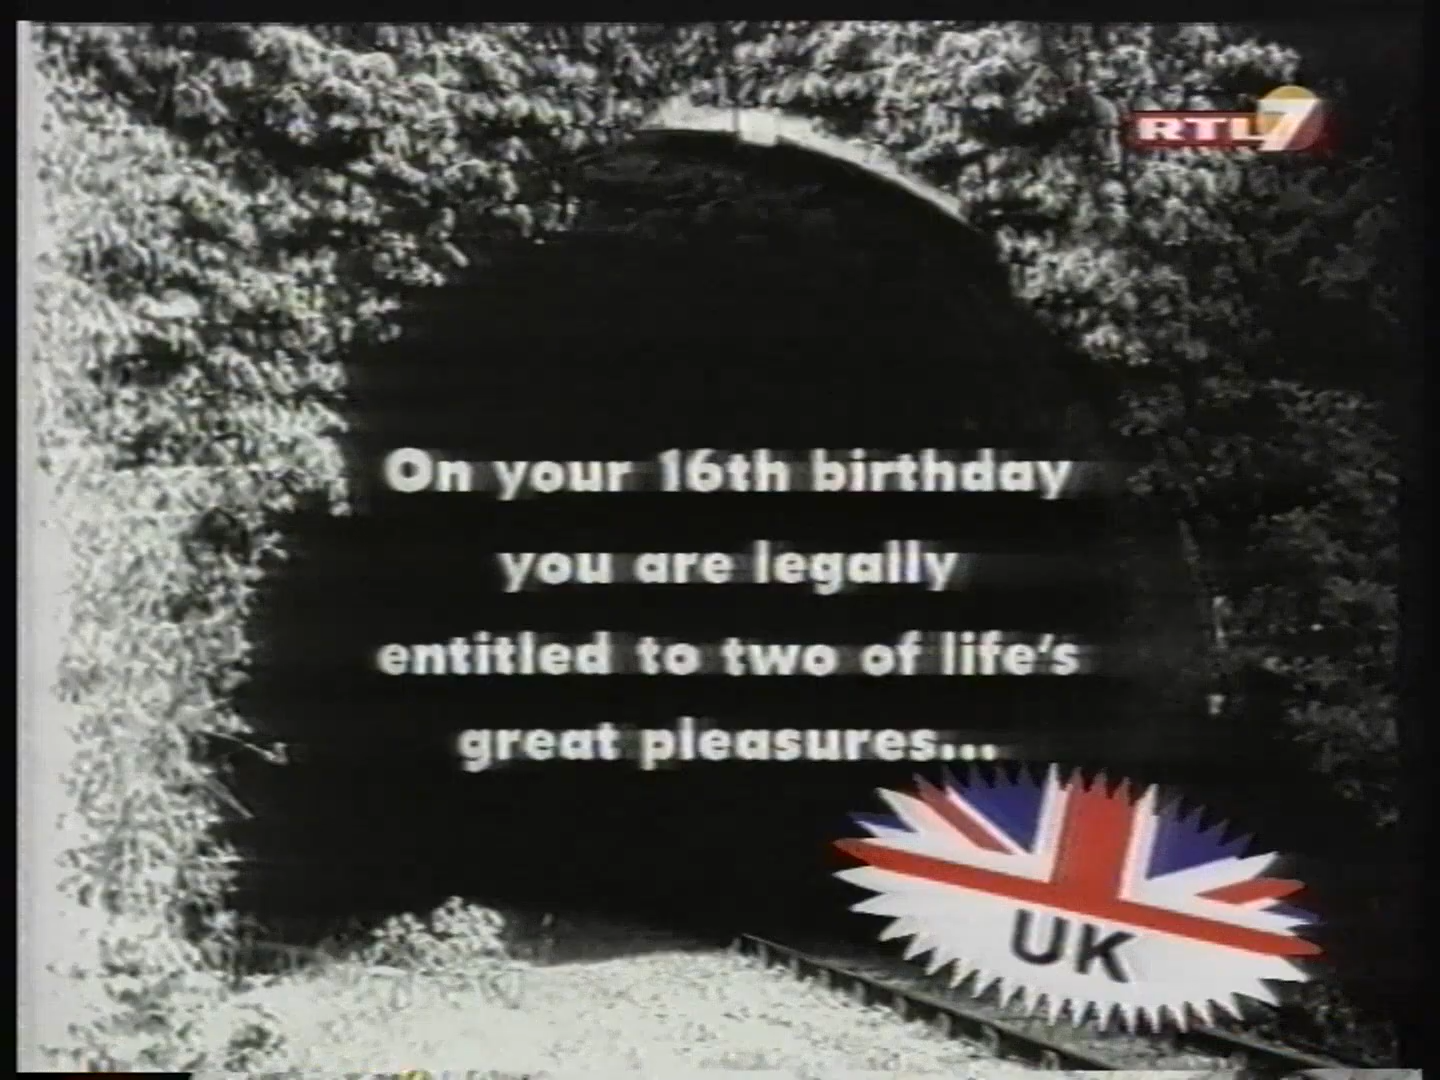 RTL7
On your 16th birthday
you are legally
entitled to two of life's
great pleasures...
UK